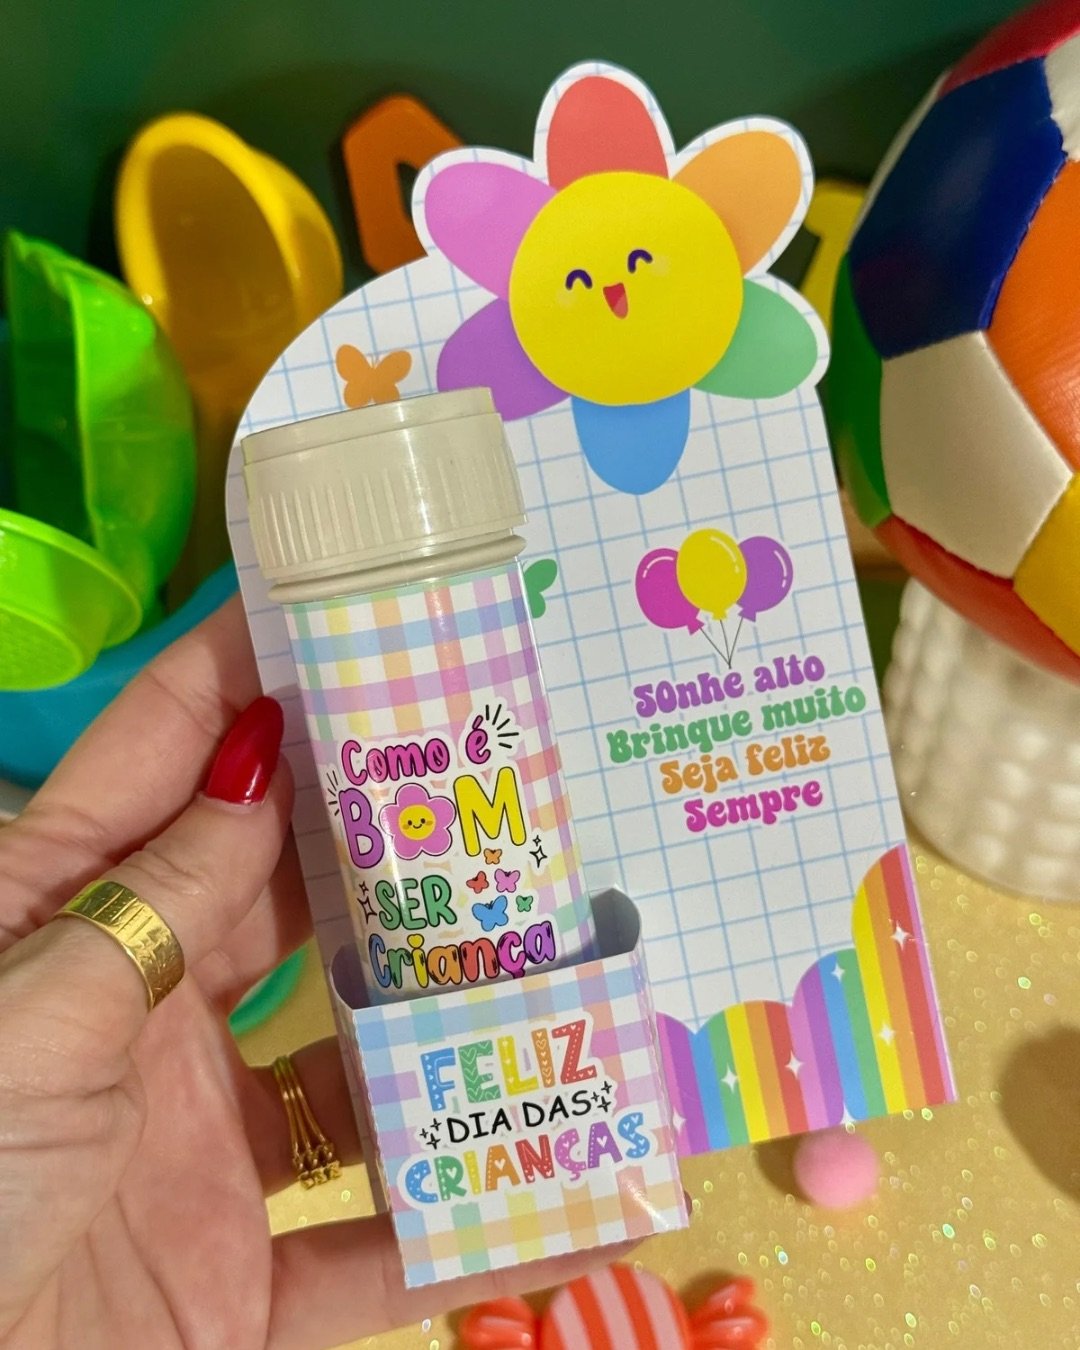 SOnhe alto
Brinque muito
Seja feliz
Sempre
Como é
BOM
SER
Criança
FELIZ
DIA DAS
CRIANÇAS